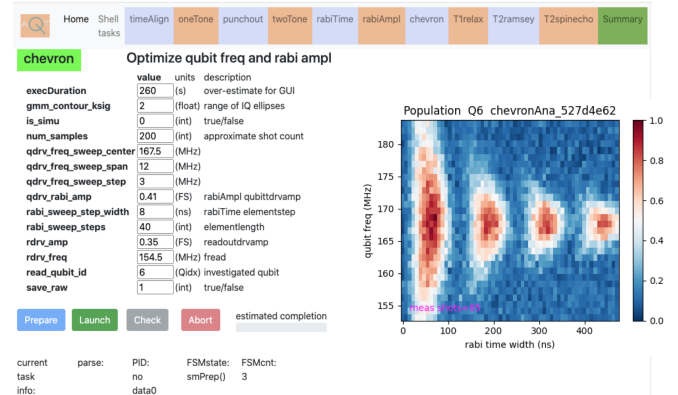 Home Shell tasks timeAlign oneTone punchout twoTone rabiTime rabiAmpl chevron T1relax T2ramsey T2spinecho Summary
chevron Optimize qubit freq and rabi ampl
value units description
execDuration 260 (s) over-estimate for GUI
gmm_contour_ksig 2 (float) range of IQ ellipses
is_simu 0 (int) true/false
num_samples 200 (int) approximate shot count
qdrv_freq_sweep_center 167.5 (MHz)
qdrv_freq_sweep_span 12 (MHz)
qdrv_freq_sweep_step 3 (MHz)
qdrv_rabi_amp 0.41 (FS) rabiAmpl qubittdrvamp
rabi_sweep_step_width 8 (ns) rabiTime elementstep
rabi_sweep_steps 40 (int) elementlength
rdrv_amp 0.35 (FS) readoutdrvamp
rdrv_freq 154.5 (MHz) fread
read_qubit_id 6 (Qidx) investigated qubit
save_raw 1 (int) true/false
Prepare Launch Check Abort estimated completion
current task info: parse: PID: no data0 FSMstate: smPrep() FSMcnt: 3
Population Q6 chevronAna_527d4e62
qubit freq (MHz)
180
175
170
165
160
155
meas
0 100 200 300 400
rabi time width (ns)
1.0
0.8
0.6
0.4
0.2
0.0